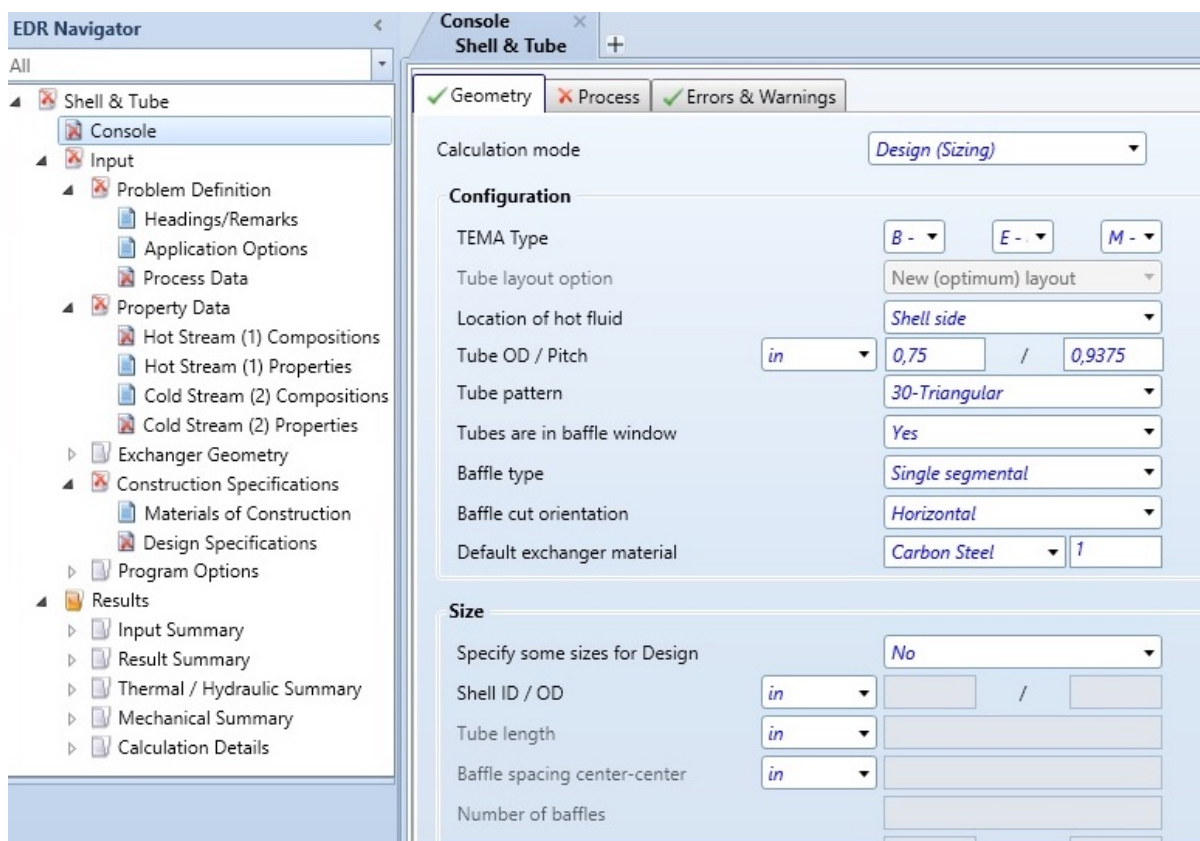 EDR Navigator
All
Shell & Tube
Console
Input
Problem Definition
Headings/Remarks
Application Options
Process Data
Property Data
Hot Stream (1) Compositions
Hot Stream (1) Properties
Cold Stream (2) Compositions
Cold Stream (2) Properties
Exchanger Geometry
Construction Specifications
Materials of Construction
Design Specifications
Program Options
Results
Input Summary
Result Summary
Thermal / Hydraulic Summary
Mechanical Summary
Calculation Details
Console
Shell & Tube
Geometry Process Errors & Warnings
Calculation mode Design (Sizing)
Configuration
TEMA Type B - E - M -
Tube layout option New (optimum) layout
Location of hot fluid Shell side
Tube OD / Pitch in 0,75 / 0,9375
Tube pattern 30-Triangular
Tubes are in baffle window Yes
Baffle type Single segmental
Baffle cut orientation Horizontal
Default exchanger material Carbon Steel 1
Size
Specify some sizes for Design No
Shell ID / OD in /
Tube length in
Baffle spacing center-center in
Number of baffles